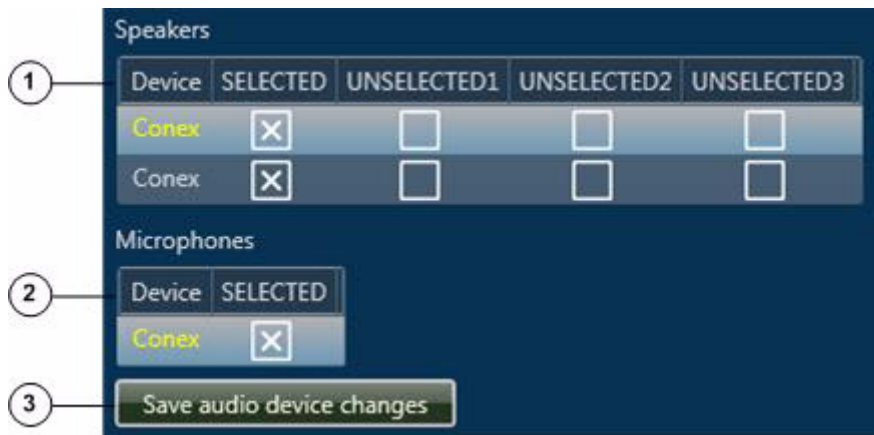 Speakers
1
Device SELECTED UNSELECTED1 UNSELECTED2 UNSELECTED3
Conex
Conex
Microphones
2
Device SELECTED
Conex
3
Save audio device changes